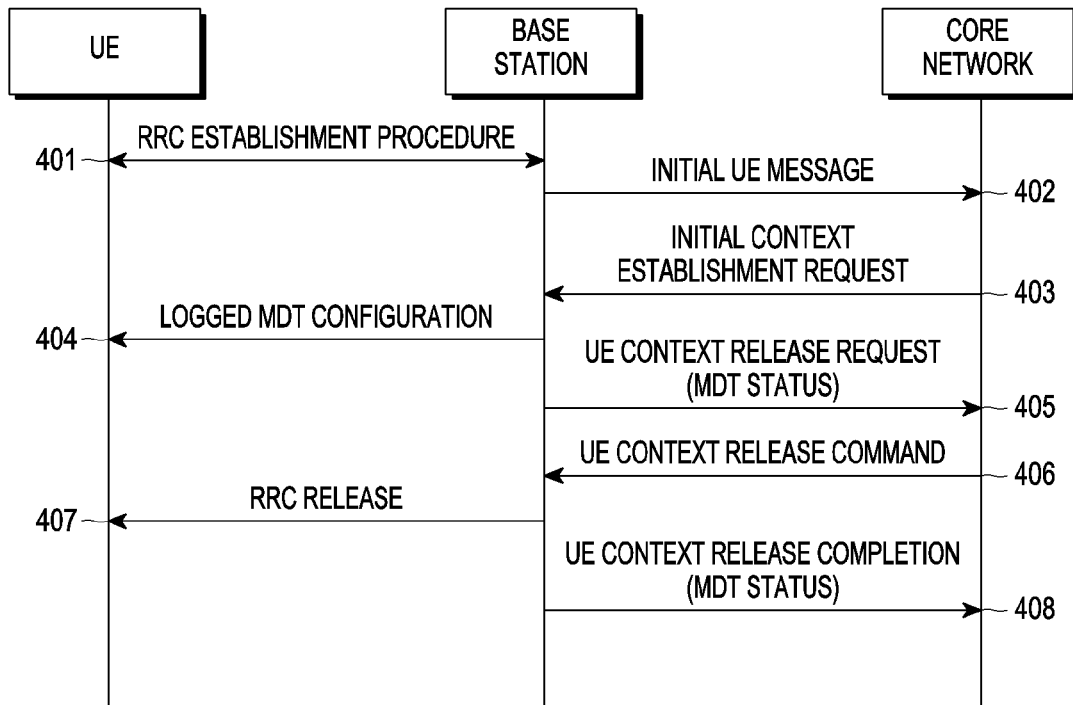 UE
BASE
STATION
CORE
NETWORK
RRC ESTABLISHMENT PROCEDURE
401
INITIAL UE MESSAGE
402
INITIAL CONTEXT
ESTABLISHMENT REQUEST
403
LOGGED MDT CONFIGURATION
404
UE CONTEXT RELEASE REQUEST
(MDT STATUS)
405
UE CONTEXT RELEASE COMMAND
406
RRC RELEASE
407
UE CONTEXT RELEASE COMPLETION
(MDT STATUS)
408